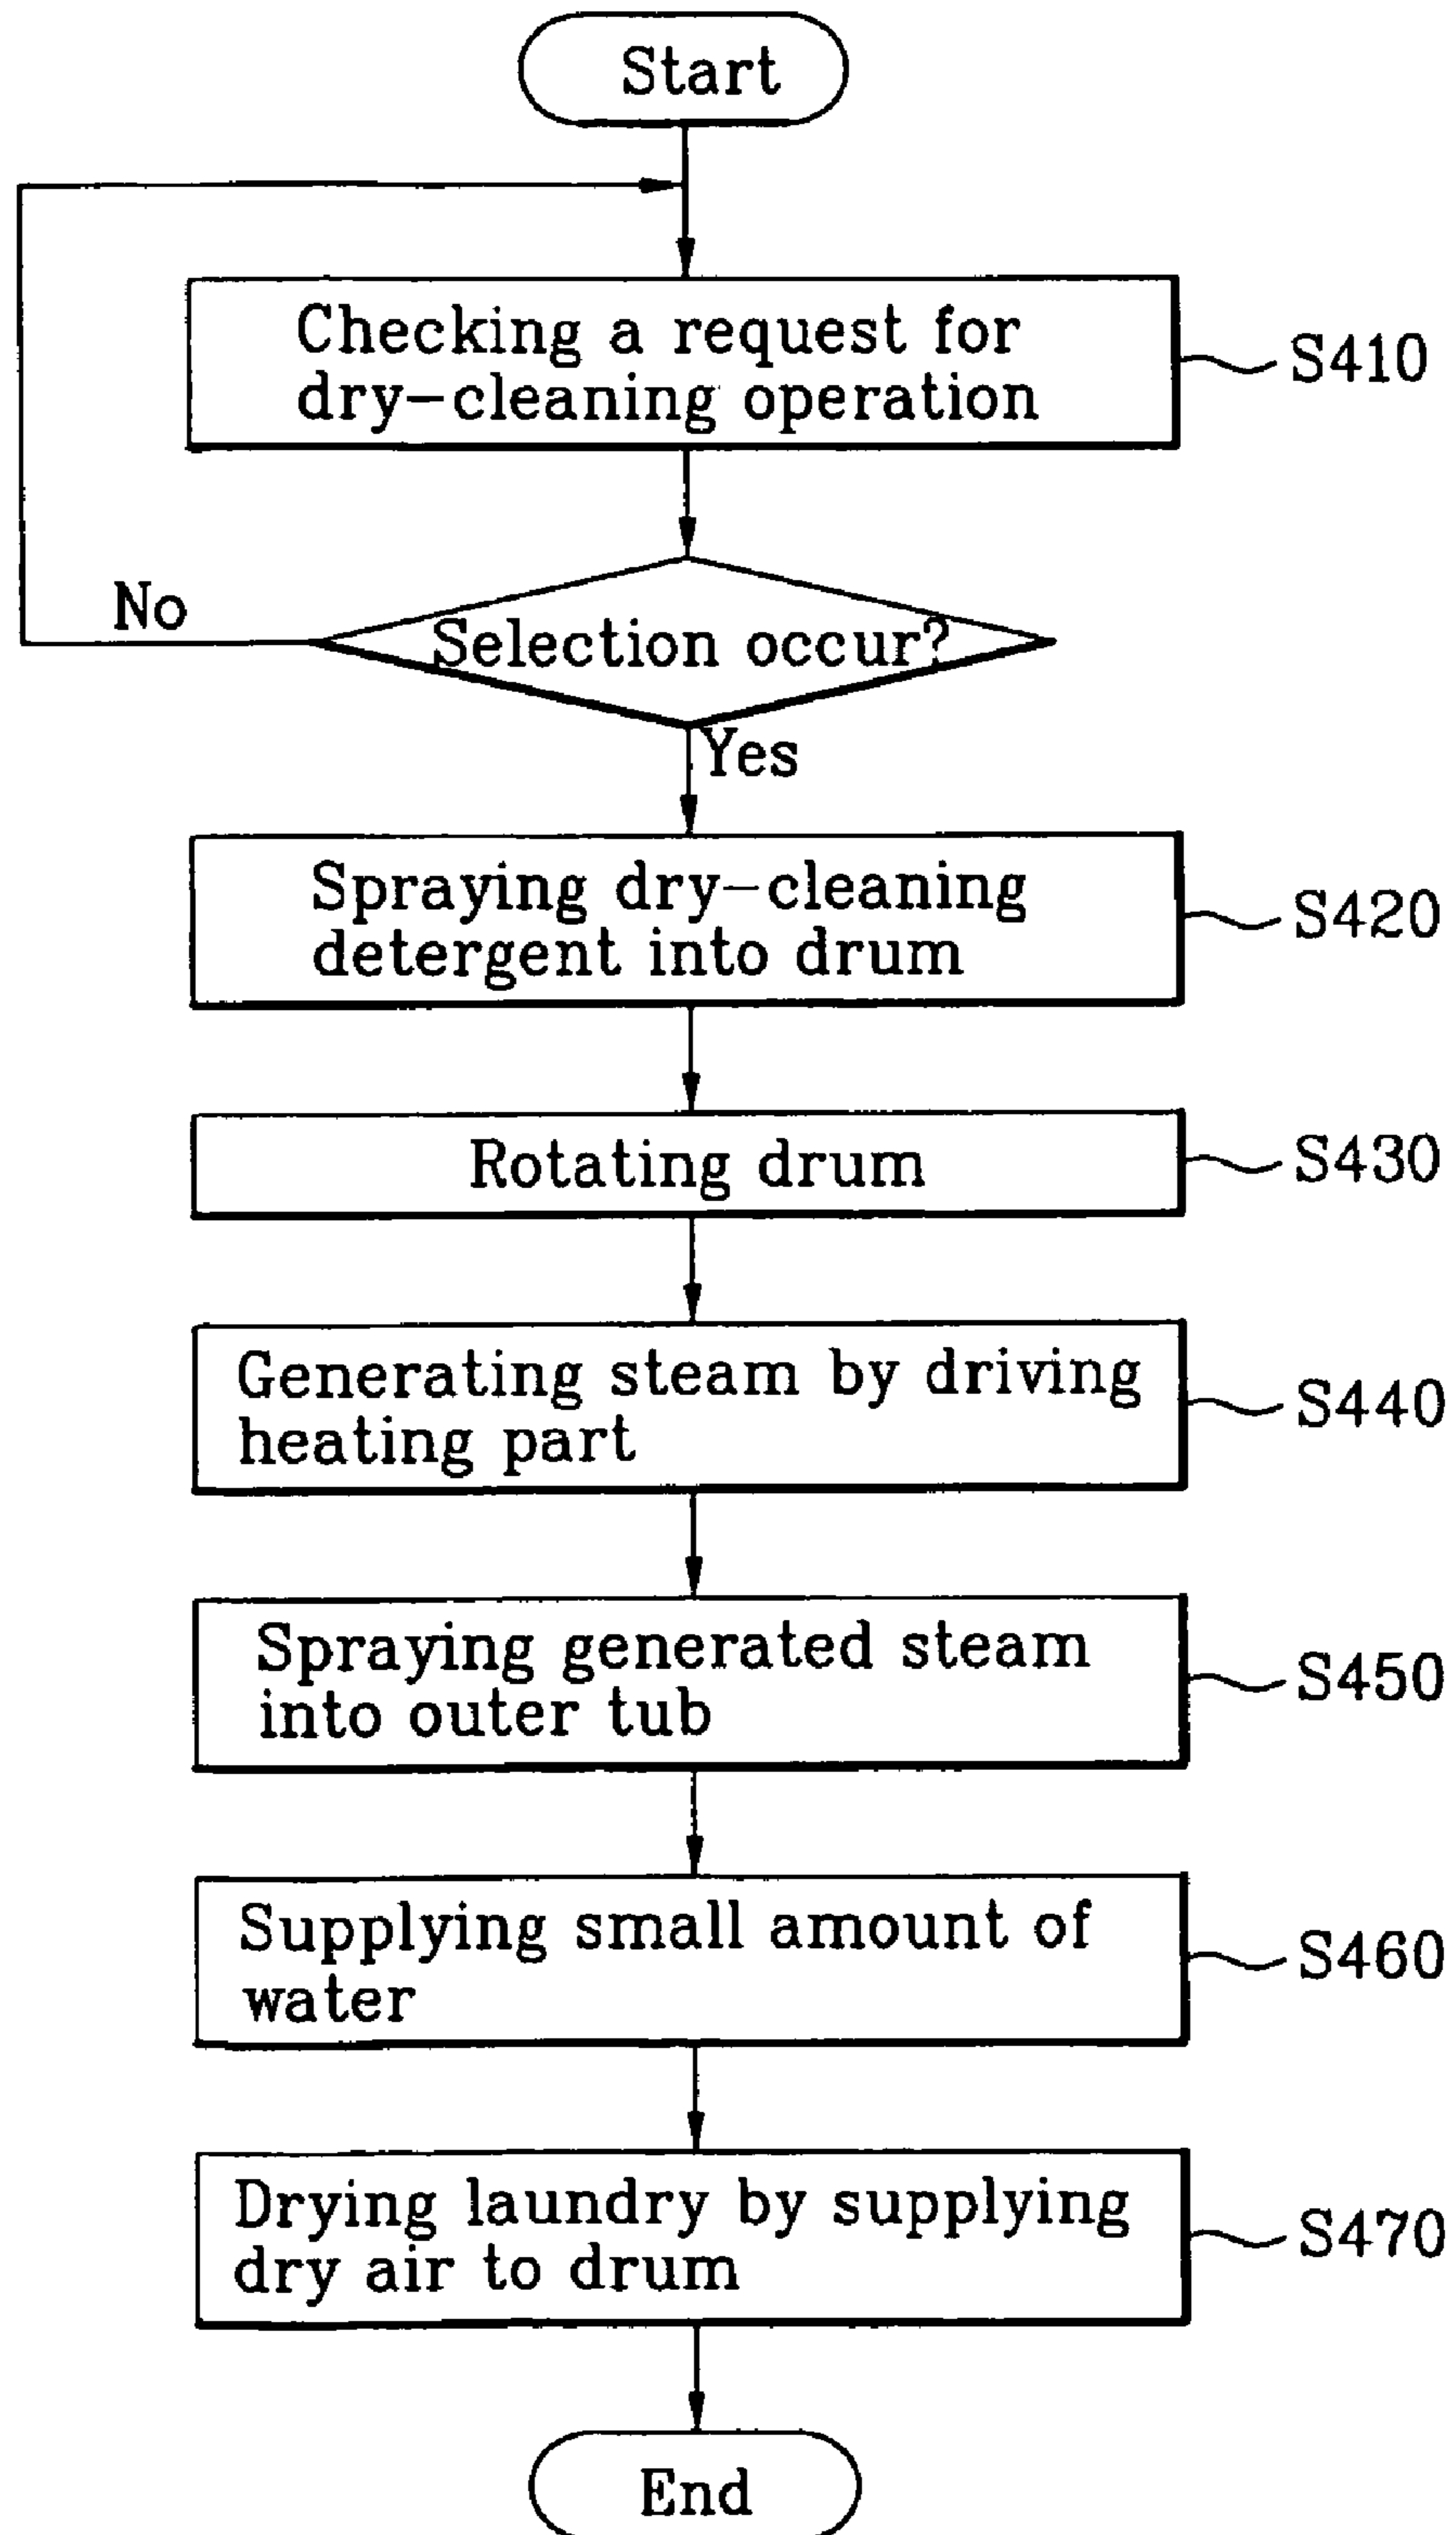 Start
Checking a request for
dry-cleaning operation
S410
No
Selection occur?
Yes
Spraying dry-cleaning
detergent into drum
S420
Rotating drum
S430
Generating steam by driving
heating part
S440
Spraying generated steam
into outer tub
S450
Supplying small amount of
water
S460
Drying laundry by supplying
dry air to drum
S470
End